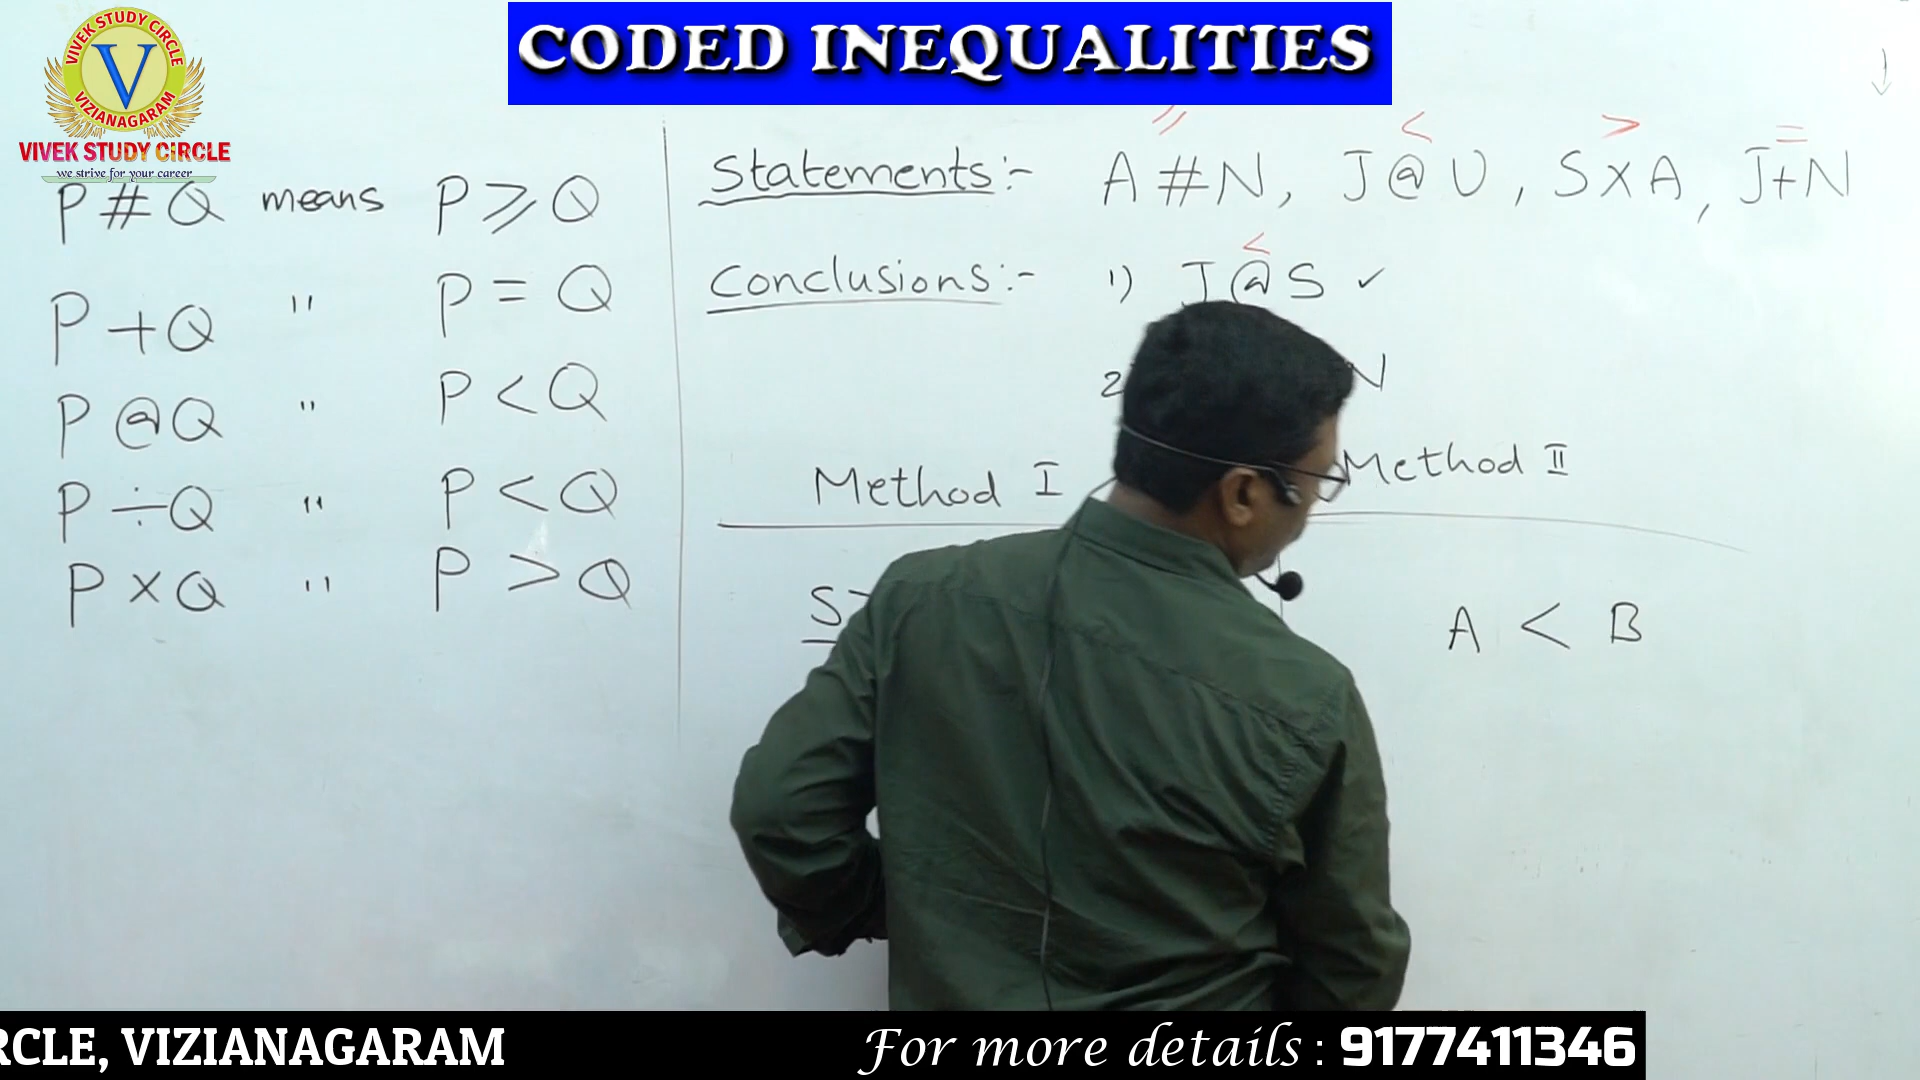 CODED INEQUALITIES
VIVEK STUDY CIRCLE
V
VIZIANAGARAM
VIVEK STUDY CIRCLE
we strive for your career
P # Q means P ⩾ Q
P + Q " P = Q
P @ Q " P < Q
P ÷ Q " P < Q
P × Q " P > Q
< > =
Statements:- A # N, J @ U, S × A, J + N
<
Conclusions:- 1) J @ S ✓
2 N
Method I Method II
S
A < B
RCLE, VIZIANAGARAM
For more details : 9177411346